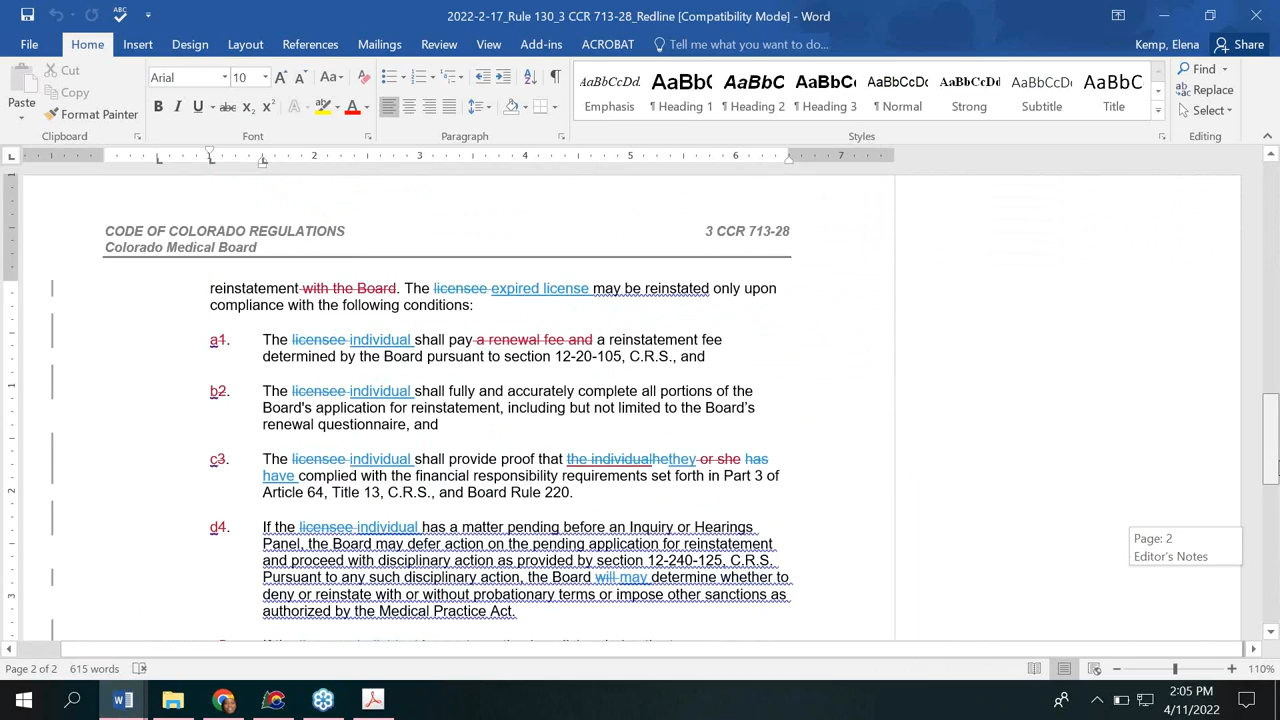 2022-2-17_Rule 130_3 CCR 713-28_Redline [Compatibility Mode] - Word
File Home Insert Design Layout References Mailings Review View Add-ins ACROBAT Tell me what you want to do... Kemp, Elena Share
Paste
Cut
Copy
Format Painter
Clipboard
Arial 10
Font
Paragraph
AaBbCcDd. AaBb( AaBbC AaBbCc AaBbCcDd AaBbCcDc AaBbCcDd AaBbCc
Emphasis ¶ Heading 1 ¶ Heading 2 ¶ Heading 3 ¶ Normal Strong Subtitle Title
Styles
Find
Replace
Select
Editing
1 2 3 4 5 6 7
CODE OF COLORADO REGULATIONS 3 CCR 713-28
Colorado Medical Board
reinstatement with the Board. The licensee expired license may be reinstated only upon
compliance with the following conditions:
a1. The licensee individual shall pay a renewal fee and a reinstatement fee
determined by the Board pursuant to section 12-20-105, C.R.S., and
b2. The licensee individual shall fully and accurately complete all portions of the
Board's application for reinstatement, including but not limited to the Board’s
renewal questionnaire, and
c3. The licensee individual shall provide proof that the individualhethey or she has
have complied with the financial responsibility requirements set forth in Part 3 of
Article 64, Title 13, C.R.S., and Board Rule 220.
d4. If the licensee individual has a matter pending before an Inquiry or Hearings
Panel, the Board may defer action on the pending application for reinstatement
and proceed with disciplinary action as provided by section 12-240-125, C.R.S.
Pursuant to any such disciplinary action, the Board will may determine whether to
deny or reinstate with or without probationary terms or impose other sanctions as
authorized by the Medical Practice Act.
Page: 2
Editor's Notes
Page 2 of 2 615 words 110%
2:05 PM
4/11/2022